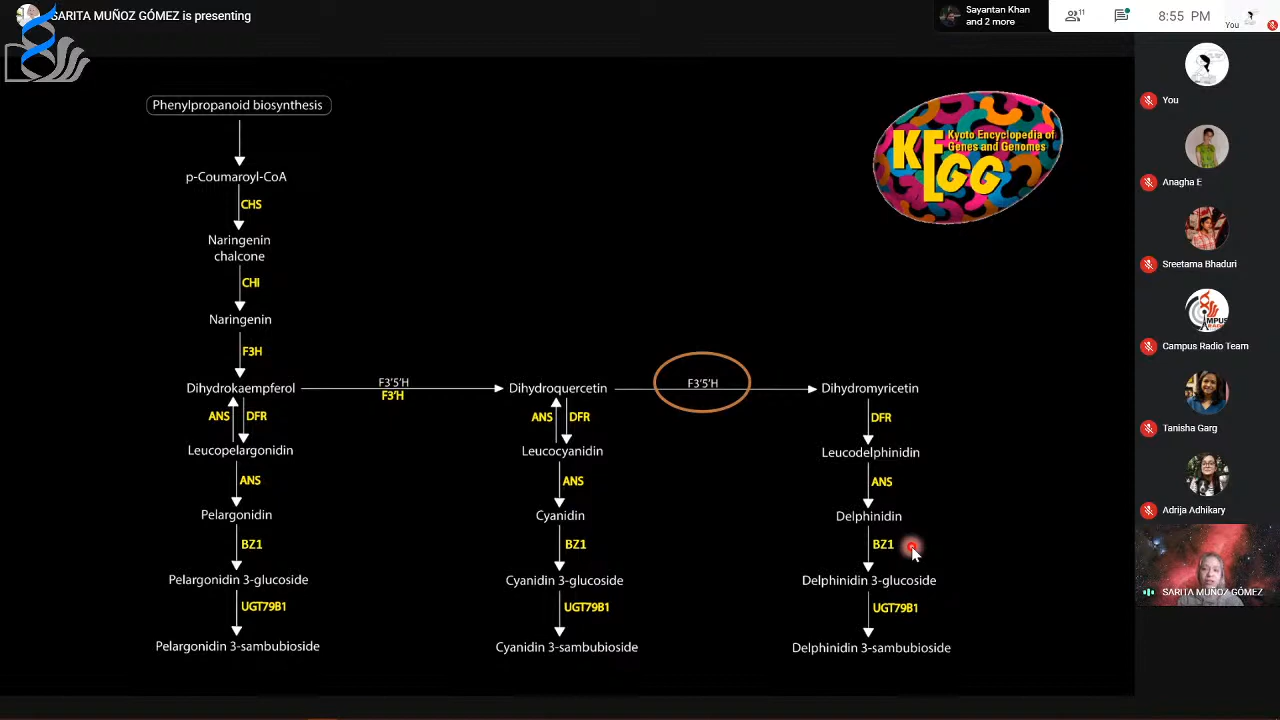 SARITA MUÑOZ GÓMEZ is presenting
Sayantan Khan
and 2 more
11
8:55 PM
You
Phenylpropanoid biosynthesis
KEGG
Kyoto Encyclopedia of
Genes and Genomes
p-Coumaroyl-CoA
CHS
Naringenin
chalcone
CHI
Naringenin
F3H
Dihydrokaempferol
F3'5'H
F3'H
Dihydroquercetin
F3'5'H
Dihydromyricetin
ANS DFR
ANS DFR
DFR
Leucopelargonidin
Leucocyanidin
Leucodelphinidin
ANS
ANS
ANS
Pelargonidin
Cyanidin
Delphinidin
BZ1
BZ1
BZ1
Pelargonidin 3-glucoside
Cyanidin 3-glucoside
Delphinidin 3-glucoside
UGT79B1
UGT79B1
UGT79B1
Pelargonidin 3-sambubioside
Cyanidin 3-sambubioside
Delphinidin 3-sambubioside
You
Anagha E
Sreetama Bhaduri
Campus Radio Team
Tanisha Garg
Adrija Adhikary
SARITA MUÑOZ GÓMEZ